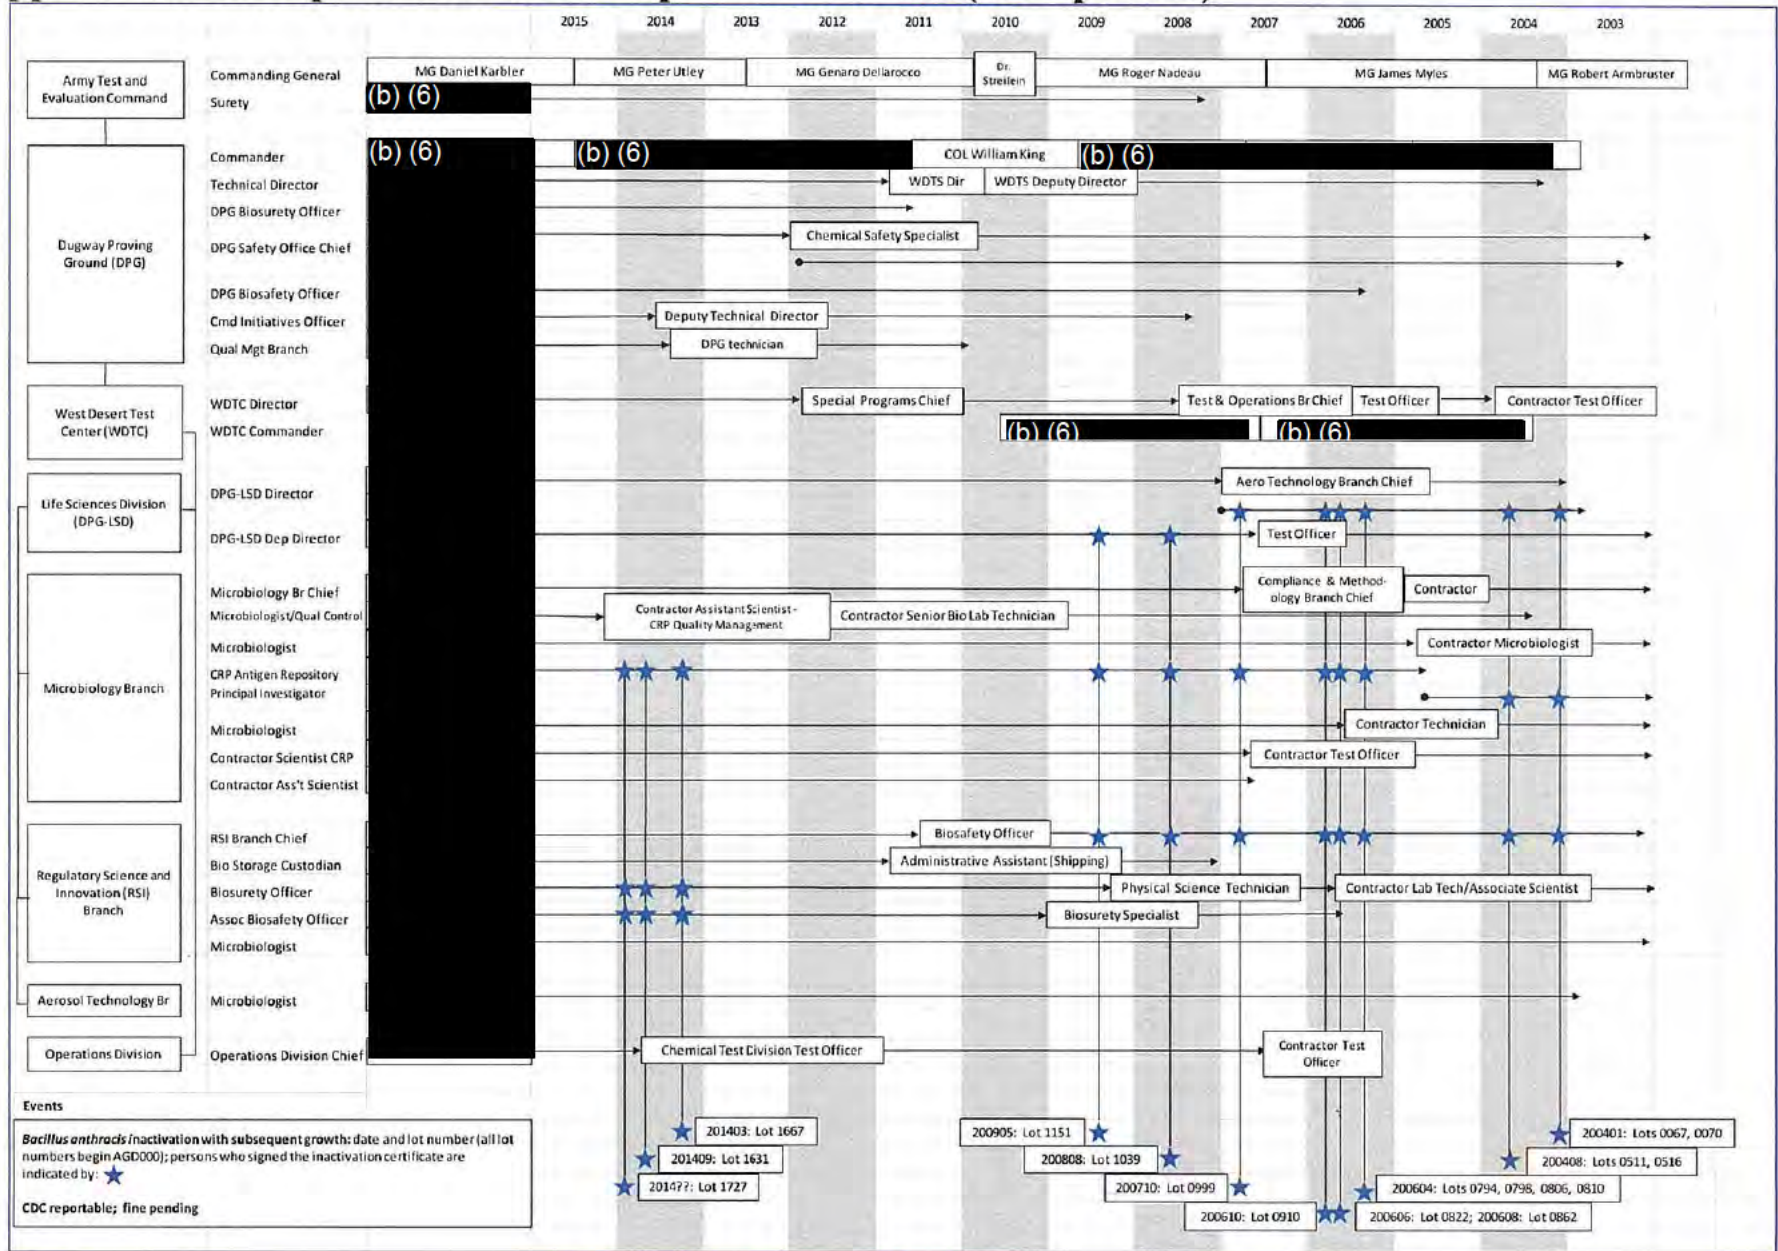 2015 2014 2013 2012 2011 2010 2009 2008 2007 2006 2005 2004 2003
Army Test and
Evaluation Command
Commanding General
MG Daniel Karbler
MG Peter Utley
MG Genaro Dellarocco
Dr.
Streilein
MG Roger Nadeau
MG James Myles
MG Robert Armbruster
Surety
(b) (6)
Dugway Proving
Ground (DPG)
Commander
(b) (6)
(b) (6)
COL William King
(b) (6)
Technical Director
WDTS Dir
WDTS Deputy Director
DPG Biosurety Officer
DPG Safety Office Chief
Chemical Safety Specialist
DPG Biosafety Officer
Cmd Initiatives Officer
Deputy Technical Director
Qual Mgt Branch
DPG technician
West Desert Test
Center (WDTC)
WDTC Director
Special Programs Chief
Test & Operations Br Chief
Test Officer
Contractor Test Officer
WDTC Commander
(b) (6)
(b) (6)
Life Sciences Division
(DPG-LSD)
DPG-LSD Director
Aero Technology Branch Chief
DPG-LSD Dep Director
Test Officer
Microbiology Branch
Microbiology Br Chief
Compliance & Method-
ology Branch Chief
Contractor
Microbiologist/Qual Control
Contractor Assistant Scientist -
CRP Quality Management
Contractor Senior Bio Lab Technician
Microbiologist
Contractor Microbiologist
CRP Antigen Repository
Principal Investigator
Microbiologist
Contractor Technician
Contractor Scientist CRP
Contractor Test Officer
Contractor Ass't Scientist
Regulatory Science and
Innovation (RSI)
Branch
RSI Branch Chief
Biosafety Officer
Bio Storage Custodian
Administrative Assistant (Shipping)
Biosurety Officer
Physical Science Technician
Contractor Lab Tech/Associate Scientist
Assoc Biosafety Officer
Biosurety Specialist
Microbiologist
Aerosol Technology Br
Microbiologist
Operations Division
Operations Division Chief
Chemical Test Division Test Officer
Contractor Test
Officer
Events
Bacillus anthracis inactivation with subsequent growth: date and lot number (all lot
numbers begin AGD000); persons who signed the inactivation certificate are
indicated by:
CDC reportable; fine pending
201403: Lot 1667
201409: Lot 1631
2014??: Lot 1727
200905: Lot 1151
200808: Lot 1039
200710: Lot 0999
200610: Lot 0910
200401: Lots 0067, 0070
200408: Lots 0511, 0516
200604: Lots 0794, 0798, 0806, 0810
200606: Lot 0822; 200608: Lot 0862